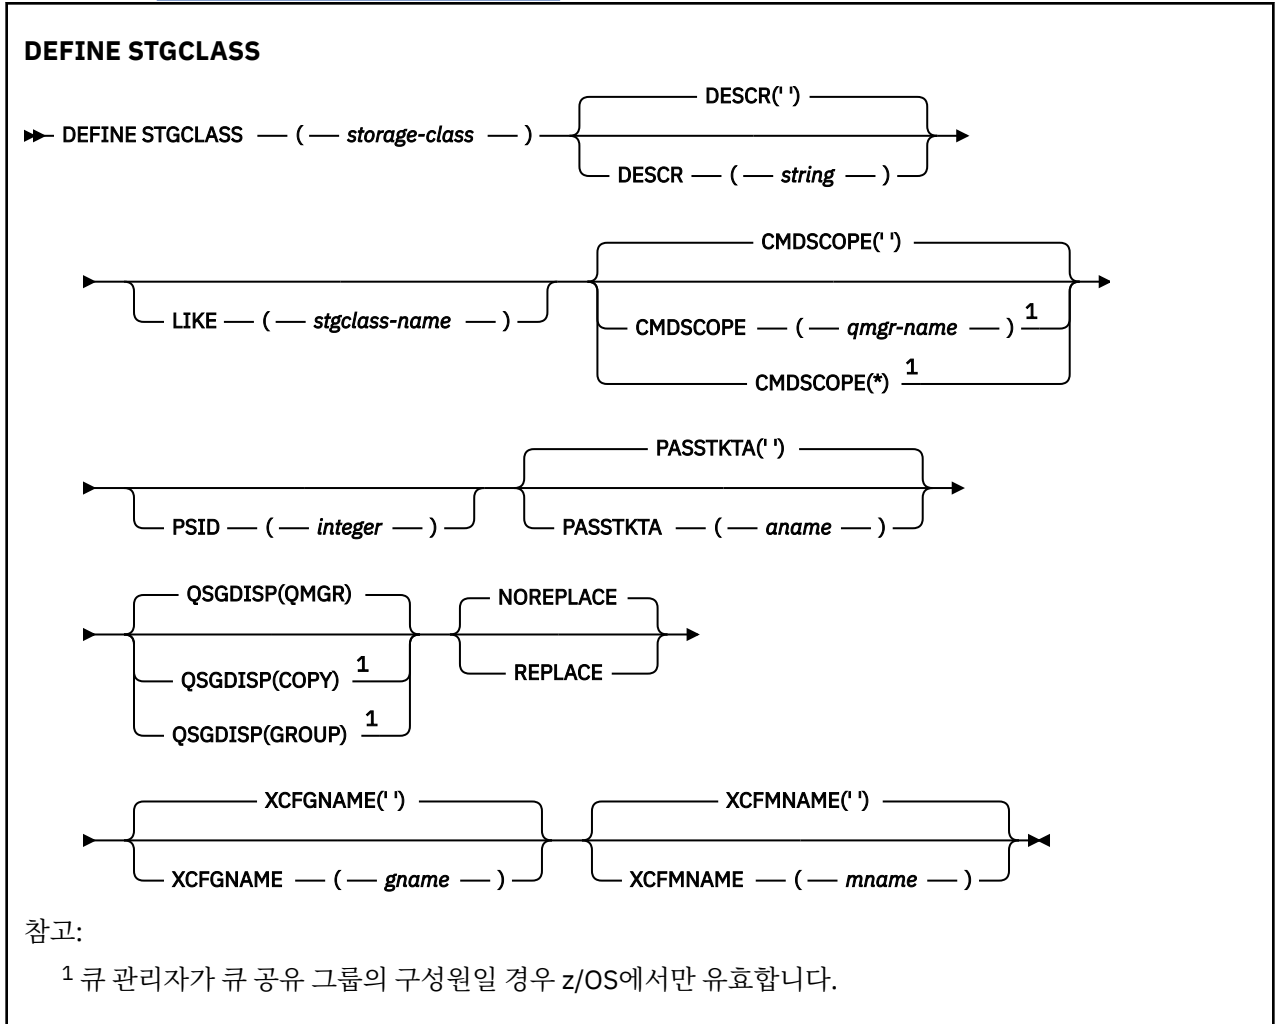 DEFINE STGCLASS
DESCR(' ')
DEFINE STGCLASS ( storage-class )
DESCR ( string )
CMDSCOPE(' ')
LIKE ( stgclass-name )
CMDSCOPE ( qmgr-name ) 1
CMDSCOPE(*) 1
PASSTKTA(' ')
PSID ( integer )
PASSTKTA ( aname )
QSGDISP(QMGR)
QSGDISP(COPY) 1
QSGDISP(GROUP) 1
NOREPLACE
REPLACE
XCFGNAME(' ')
XCFGNAME ( gname )
XCFMNAME(' ')
XCFMNAME ( mname )
참고:
1 큐 관리자가 큐 공유 그룹의 구성원일 경우 z/OS에서만 유효합니다.